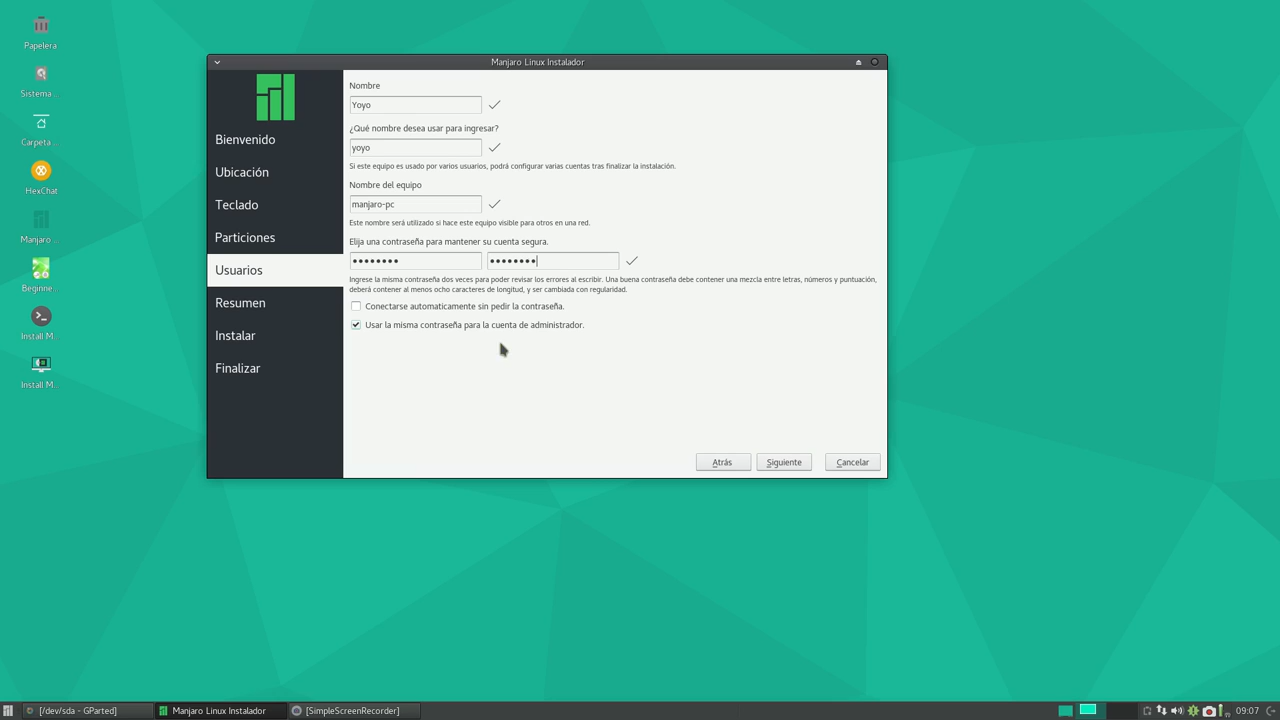 Papelera
Sistema ..
Carpeta ..
HexChat
Manjaro ..
Beginne..
Install M..
Install M..
Manjaro Linux Instalador
Bienvenido
Ubicación
Teclado
Particiones
Usuarios
Resumen
Instalar
Finalizar
Nombre
Yoyo
¿Qué nombre desea usar para ingresar?
yoyo
Si este equipo es usado por varios usuarios, podrá configurar varias cuentas tras finalizar la instalación.
Nombre del equipo
manjaro-pc
Este nombre será utilizado si hace este equipo visible para otros en una red.
Elija una contraseña para mantener su cuenta segura.
Ingrese la misma contraseña dos veces para poder revisar los errores al escribir. Una buena contraseña debe contener una mezcla entre letras, números y puntuación,
deberá contener al menos ocho caracteres de longitud, y ser cambiada con regularidad.
Conectarse automaticamente sin pedir la contraseña.
Usar la misma contraseña para la cuenta de administrador.
Atrás
Siguiente
Cancelar
[/dev/sda - GParted]
Manjaro Linux Instalador
[SimpleScreenRecorder]
09:07